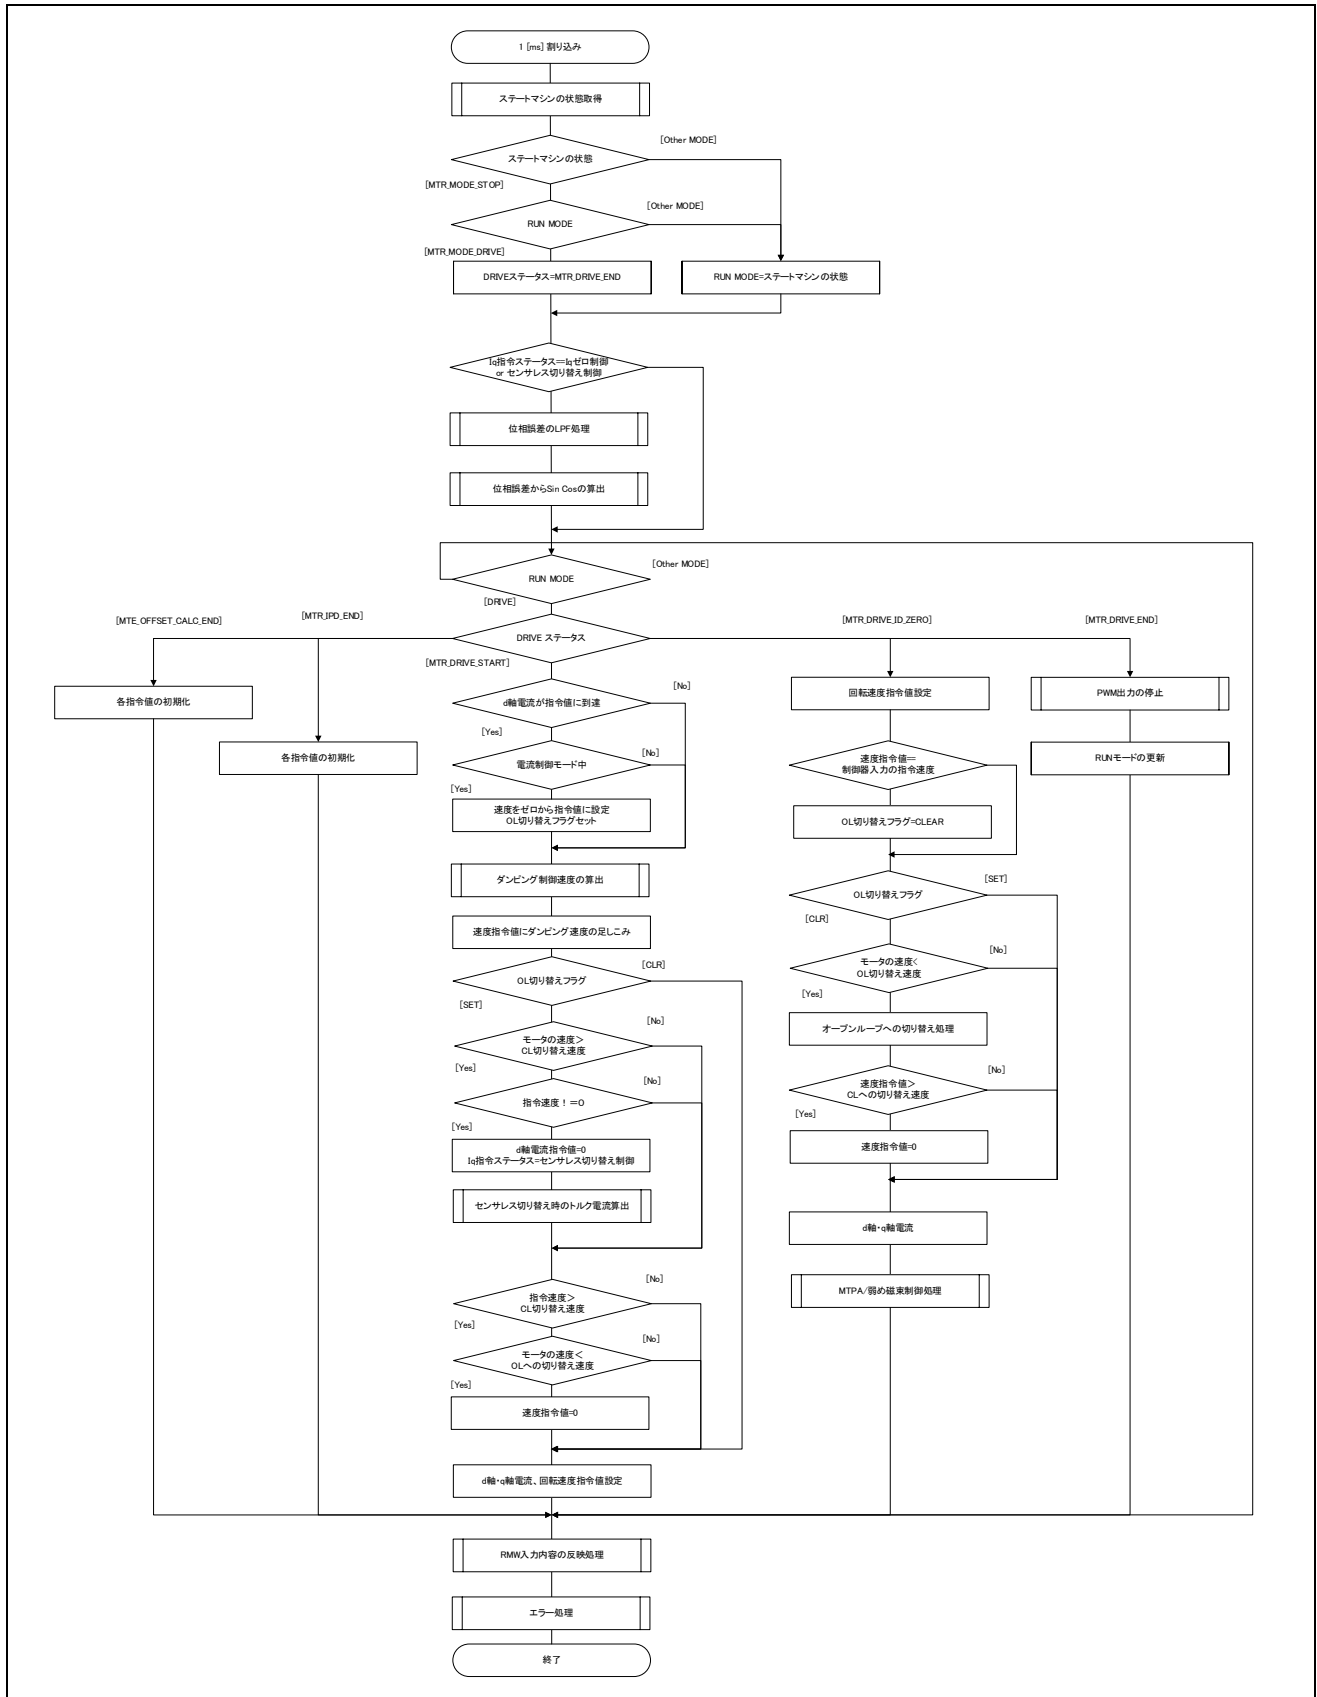 1 [ms] 割り込み
ステートマシンの状態取得
[Other MODE]
ステートマシンの状態
[MTR_MODE_STOP]
[Other MODE]
RUN MODE
[MTR_MODE_DRIVE]
DRIVEステータス=MTR_DRIVE_END
RUN MODE=ステートマシンの状態
Iq指令ステータス==Iqゼロ制御
or センサレス切り替え制御
位相誤差のLPF処理
位相誤差からSin Cosの算出
[Other MODE]
RUN MODE
[DRIVE]
[MTE_OFFSET_CALC_END]
[MTR_IPD_END]
[MTR_DRIVE_ID_ZERO]
[MTR_DRIVE_END]
DRIVE ステータス
[MTR_DRIVE_START]
各指令値の初期化
各指令値の初期化
[No]
d軸電流が指令値に到達
[Yes]
[No]
電流制御モード中
[Yes]
速度をゼロから指令値に設定
OL切り替えフラグセット
ダンピング制御速度の算出
速度指令値にダンピング速度の足しこみ
[CLR]
OL切り替えフラグ
[SET]
[No]
モータの速度>
CL切り替え速度
[Yes]
[No]
指令速度!=0
[Yes]
d軸電流指令値=0
Iq指令ステータス=センサレス切り替え制御
センサレス切り替え時のトルク電流算出
[No]
指令速度>
CL切り替え速度
[Yes]
[No]
モータの速度<
OLへの切り替え速度
[Yes]
速度指令値=0
d軸・q軸電流、回転速度指令値設定
回転速度指令値設定
速度指令値==
制御器入力の指令速度
OL切り替えフラグ=CLEAR
[SET]
OL切り替えフラグ
[CLR]
[No]
モータの速度<
OL切り替え速度
[Yes]
オープンループへの切り替え処理
[No]
速度指令値>
CLへの切り替え速度
[Yes]
速度指令値=0
d軸・q軸電流
MTPA/弱め磁束制御処理
PWM出力の停止
RUNモードの更新
RMW入力内容の反映処理
エラー処理
終了